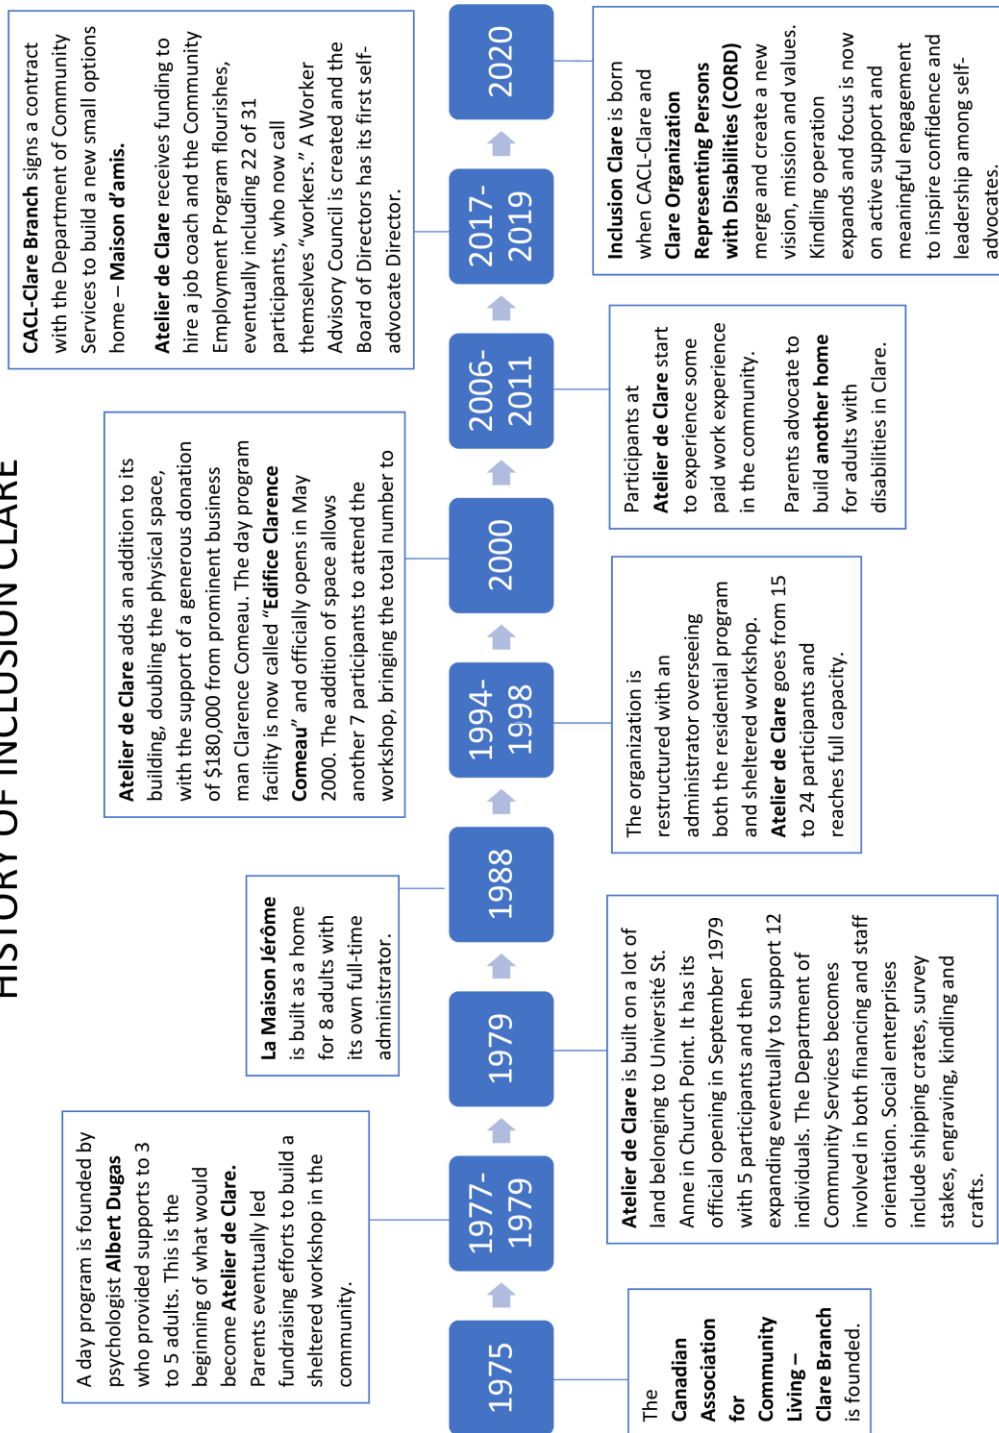 HISTORY OF INCLUSION CLARE
A day program is founded by
psychologist Albert Dugas
who provided supports to 3
to 5 adults. This is the
beginning of what would
become Atelier de Clare.
Parents eventually led
fundraising efforts to build a
sheltered workshop in the
community.
La Maison Jérôme
is built as a home
for 8 adults with
its own full-time
administrator.
Atelier de Clare adds an addition to its
building, doubling the physical space,
with the support of a generous donation
of $180,000 from prominent business
man Clarence Comeau. The day program
facility is now called “Edifice Clarence
Comeau” and officially opens in May
2000. The addition of space allows
another 7 participants to attend the
workshop, bringing the total number to
CACL-Clare Branch signs a contract
with the Department of Community
Services to build a new small options
home – Maison d’amis.
Atelier de Clare receives funding to
hire a job coach and the Community
Employment Program flourishes,
eventually including 22 of 31
participants, who now call
themselves “workers.” A Worker
Advisory Council is created and the
Board of Directors has its first self-
advocate Director.
1975
1977-
1979
1979
1988
1994-
1998
2000
2006-
2011
2017-
2019
2020
The
Canadian
Association
for
Community
Living –
Clare Branch
is founded.
Atelier de Clare is built on a lot of
land belonging to Université St.
Anne in Church Point. It has its
official opening in September 1979
with 5 participants and then
expanding eventually to support 12
individuals. The Department of
Community Services becomes
involved in both financing and staff
orientation. Social enterprises
include shipping crates, survey
stakes, engraving, kindling and
crafts.
The organization is
restructured with an
administrator overseeing
both the residential program
and sheltered workshop.
Atelier de Clare goes from 15
to 24 participants and
reaches full capacity.
Participants at
Atelier de Clare start
to experience some
paid work experience
in the community.
Parents advocate to
build another home
for adults with
disabilities in Clare.
Inclusion Clare is born
when CACL-Clare and
Clare Organization
Representing Persons
with Disabilities (CORD)
merge and create a new
vision, mission and values.
Kindling operation
expands and focus is now
on active support and
meaningful engagement
to inspire confidence and
leadership among self-
advocates.